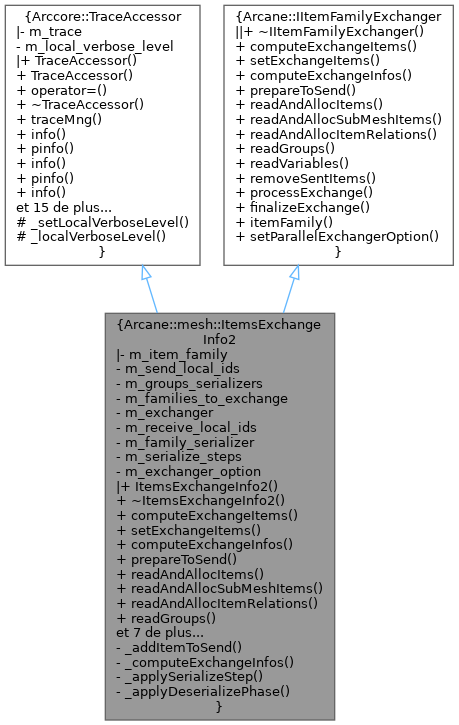 {Arccore::TraceAccessor
|- m_trace
- m_local_verbose_level
|+ TraceAccessor()
+ TraceAccessor()
+ operator=()
+ ~TraceAccessor()
+ traceMng()
+ info()
+ pinfo()
+ info()
+ pinfo()
+ info()
et 15 de plus...
# _setLocalVerboseLevel()
# _localVerboseLevel()
}
{Arcane::IItemFamilyExchanger
||+ ~IItemFamilyExchanger()
+ computeExchangeItems()
+ setExchangeItems()
+ computeExchangeInfos()
+ prepareToSend()
+ readAndAllocItems()
+ readAndAllocSubMeshItems()
+ readAndAllocItemRelations()
+ readGroups()
+ readVariables()
+ removeSentItems()
+ processExchange()
+ finalizeExchange()
+ itemFamily()
+ setParallelExchangerOption()
}
{Arcane::mesh::ItemsExchange
Info2
|- m_item_family
- m_send_local_ids
- m_groups_serializers
- m_families_to_exchange
- m_exchanger
- m_receive_local_ids
- m_family_serializer
- m_serialize_steps
- m_exchanger_option
|+ ItemsExchangeInfo2()
+ ~ItemsExchangeInfo2()
+ computeExchangeItems()
+ setExchangeItems()
+ computeExchangeInfos()
+ prepareToSend()
+ readAndAllocItems()
+ readAndAllocSubMeshItems()
+ readAndAllocItemRelations()
+ readGroups()
et 7 de plus...
- _addItemToSend()
- _computeExchangeInfos()
- _applySerializeStep()
- _applyDeserializePhase()
}